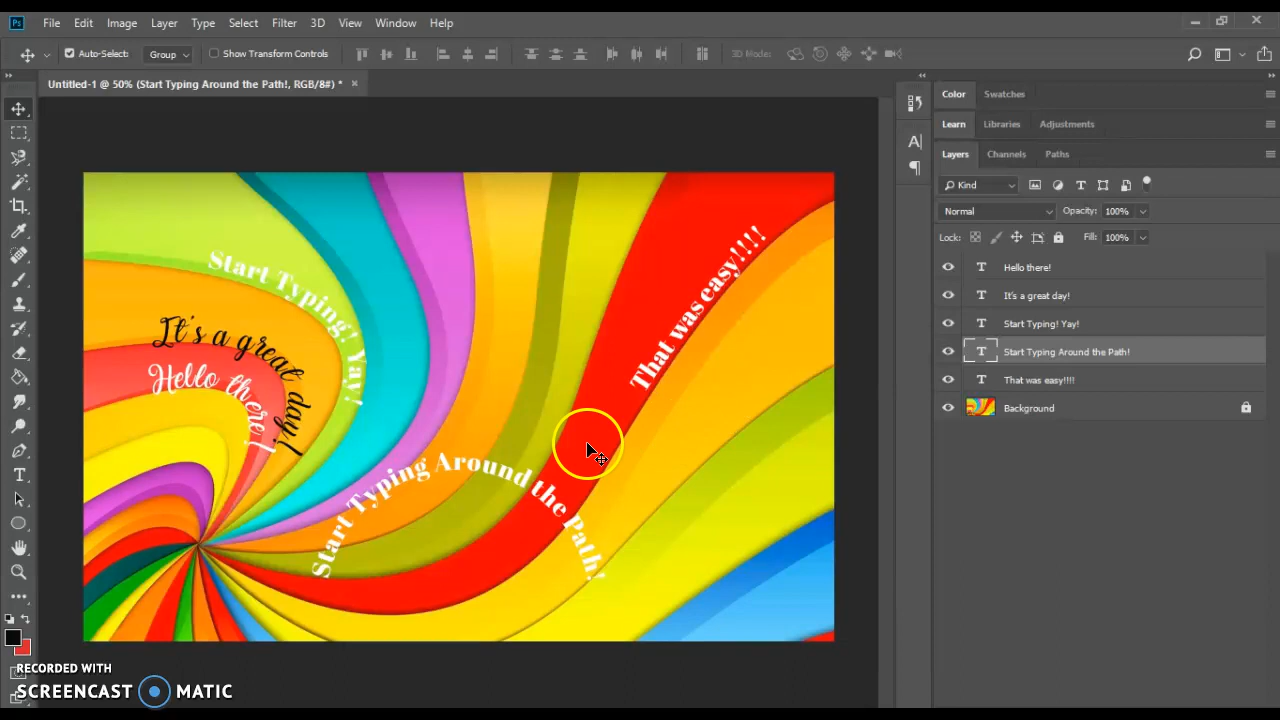 Ps File Edit Image Layer Type Select Filter 3D View Window Help
Auto-Select: Group Show Transform Controls 3D Mode:
Untitled-1 @ 50% (Start Typing Around the Path!, RGB/8#) *
Start Typing! Yay!
It's a great day!
Hello there!
That was easy!!!!
Start Typing Around the Path!
Color Swatches
Learn Libraries Adjustments
Layers Channels Paths
Kind
Normal Opacity: 100%
Lock: Fill: 100%
Hello there!
It's a great day!
Start Typing! Yay!
Start Typing Around the Path!
That was easy!!!!
Background
RECORDED WITH
SCREENCAST MATIC